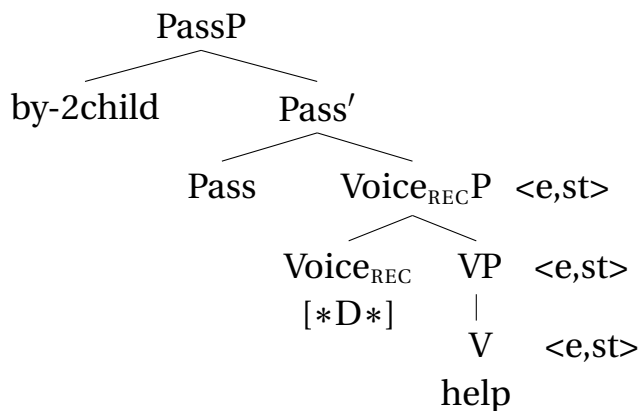 PassP
by-2child Pass′
Pass Voice_REC P <e,st>
Voice_REC VP <e,st>
[∗D∗]
V <e,st>
help